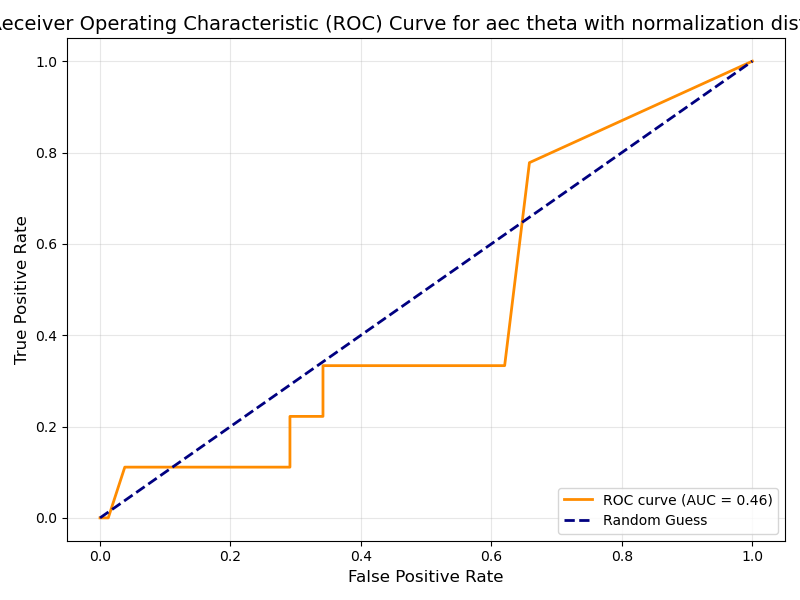 eceiver Operating Characteristic (ROC) Curve for aec theta with normalization dis
1.0
0.8
0.6
0.4
0.2
0.0
True Positive Rate
0.0 0.2 0.4 0.6 0.8 1.0
False Positive Rate
ROC curve (AUC = 0.46)
Random Guess